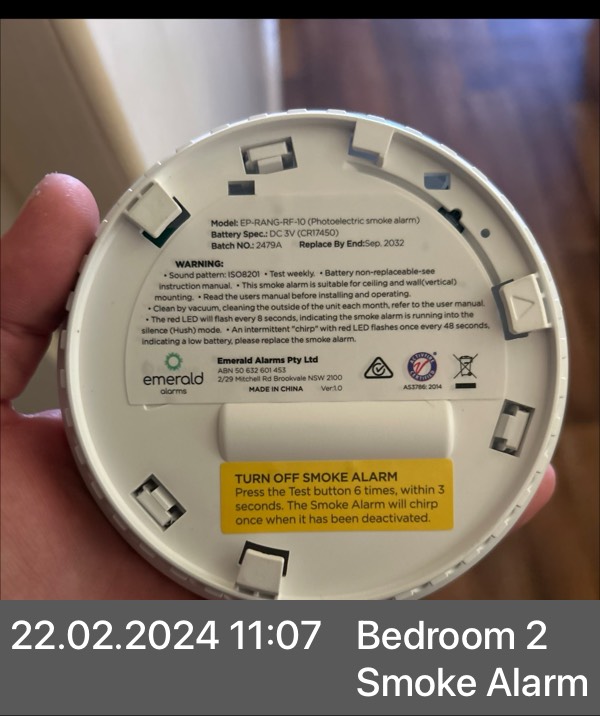 Model: EP-RANG-RF-10 (Photoelectric smoke alarm)
Battery Spec.: DC 3V (CR17450)
Batch NO.: 2479A Replace By End:Sep. 2032
WARNING:
• Sound pattern: ISO8201 • Test weekly. • Battery non-replaceable-see
instruction manual. • This smoke alarm is suitable for ceiling and wall(vertical)
mounting. • Read the users manual before installing and operating.
• Clean by vacuum, cleaning the outside of the unit each month, refer to the user manual.
• The red LED will flash every 8 seconds, indicating the smoke alarm is running into the
silence (Hush) mode. • An intermittent "chirp" with red LED flashes once every 48 seconds,
indicating a low battery, please replace the smoke alarm.
emerald
alarms
Emerald Alarms Pty Ltd
ABN 50 632 601 453
2/29 Mitchell Rd Brookvale NSW 2100
MADE IN CHINA Ver:1.0
AS3786: 2014
TURN OFF SMOKE ALARM
Press the Test button 6 times, within 3
seconds. The Smoke Alarm will chirp
once when it has been deactivated.
22.02.2024 11:07 Bedroom 2
Smoke Alarm